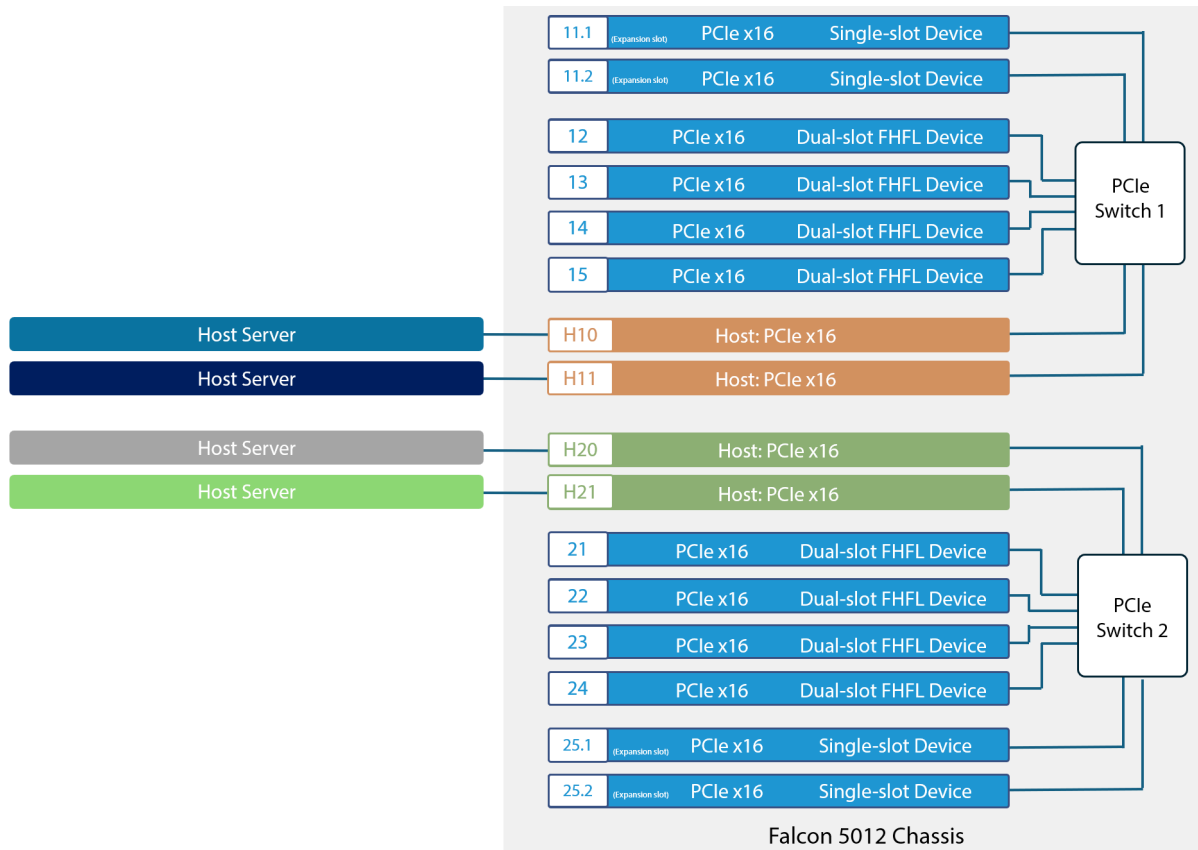 11.1 (Expansion slot) PCIe x16 Single-slot Device
11.2 (Expansion slot) PCIe x16 Single-slot Device
12 PCIe x16 Dual-slot FHFL Device
13 PCIe x16 Dual-slot FHFL Device
14 PCIe x16 Dual-slot FHFL Device
15 PCIe x16 Dual-slot FHFL Device
PCIe
Switch 1
Host Server H10 Host: PCIe x16
Host Server H11 Host: PCIe x16
Host Server H20 Host: PCIe x16
Host Server H21 Host: PCIe x16
21 PCIe x16 Dual-slot FHFL Device
22 PCIe x16 Dual-slot FHFL Device
23 PCIe x16 Dual-slot FHFL Device
24 PCIe x16 Dual-slot FHFL Device
PCIe
Switch 2
25.1 (Expansion slot) PCIe x16 Single-slot Device
25.2 (Expansion slot) PCIe x16 Single-slot Device
Falcon 5012 Chassis